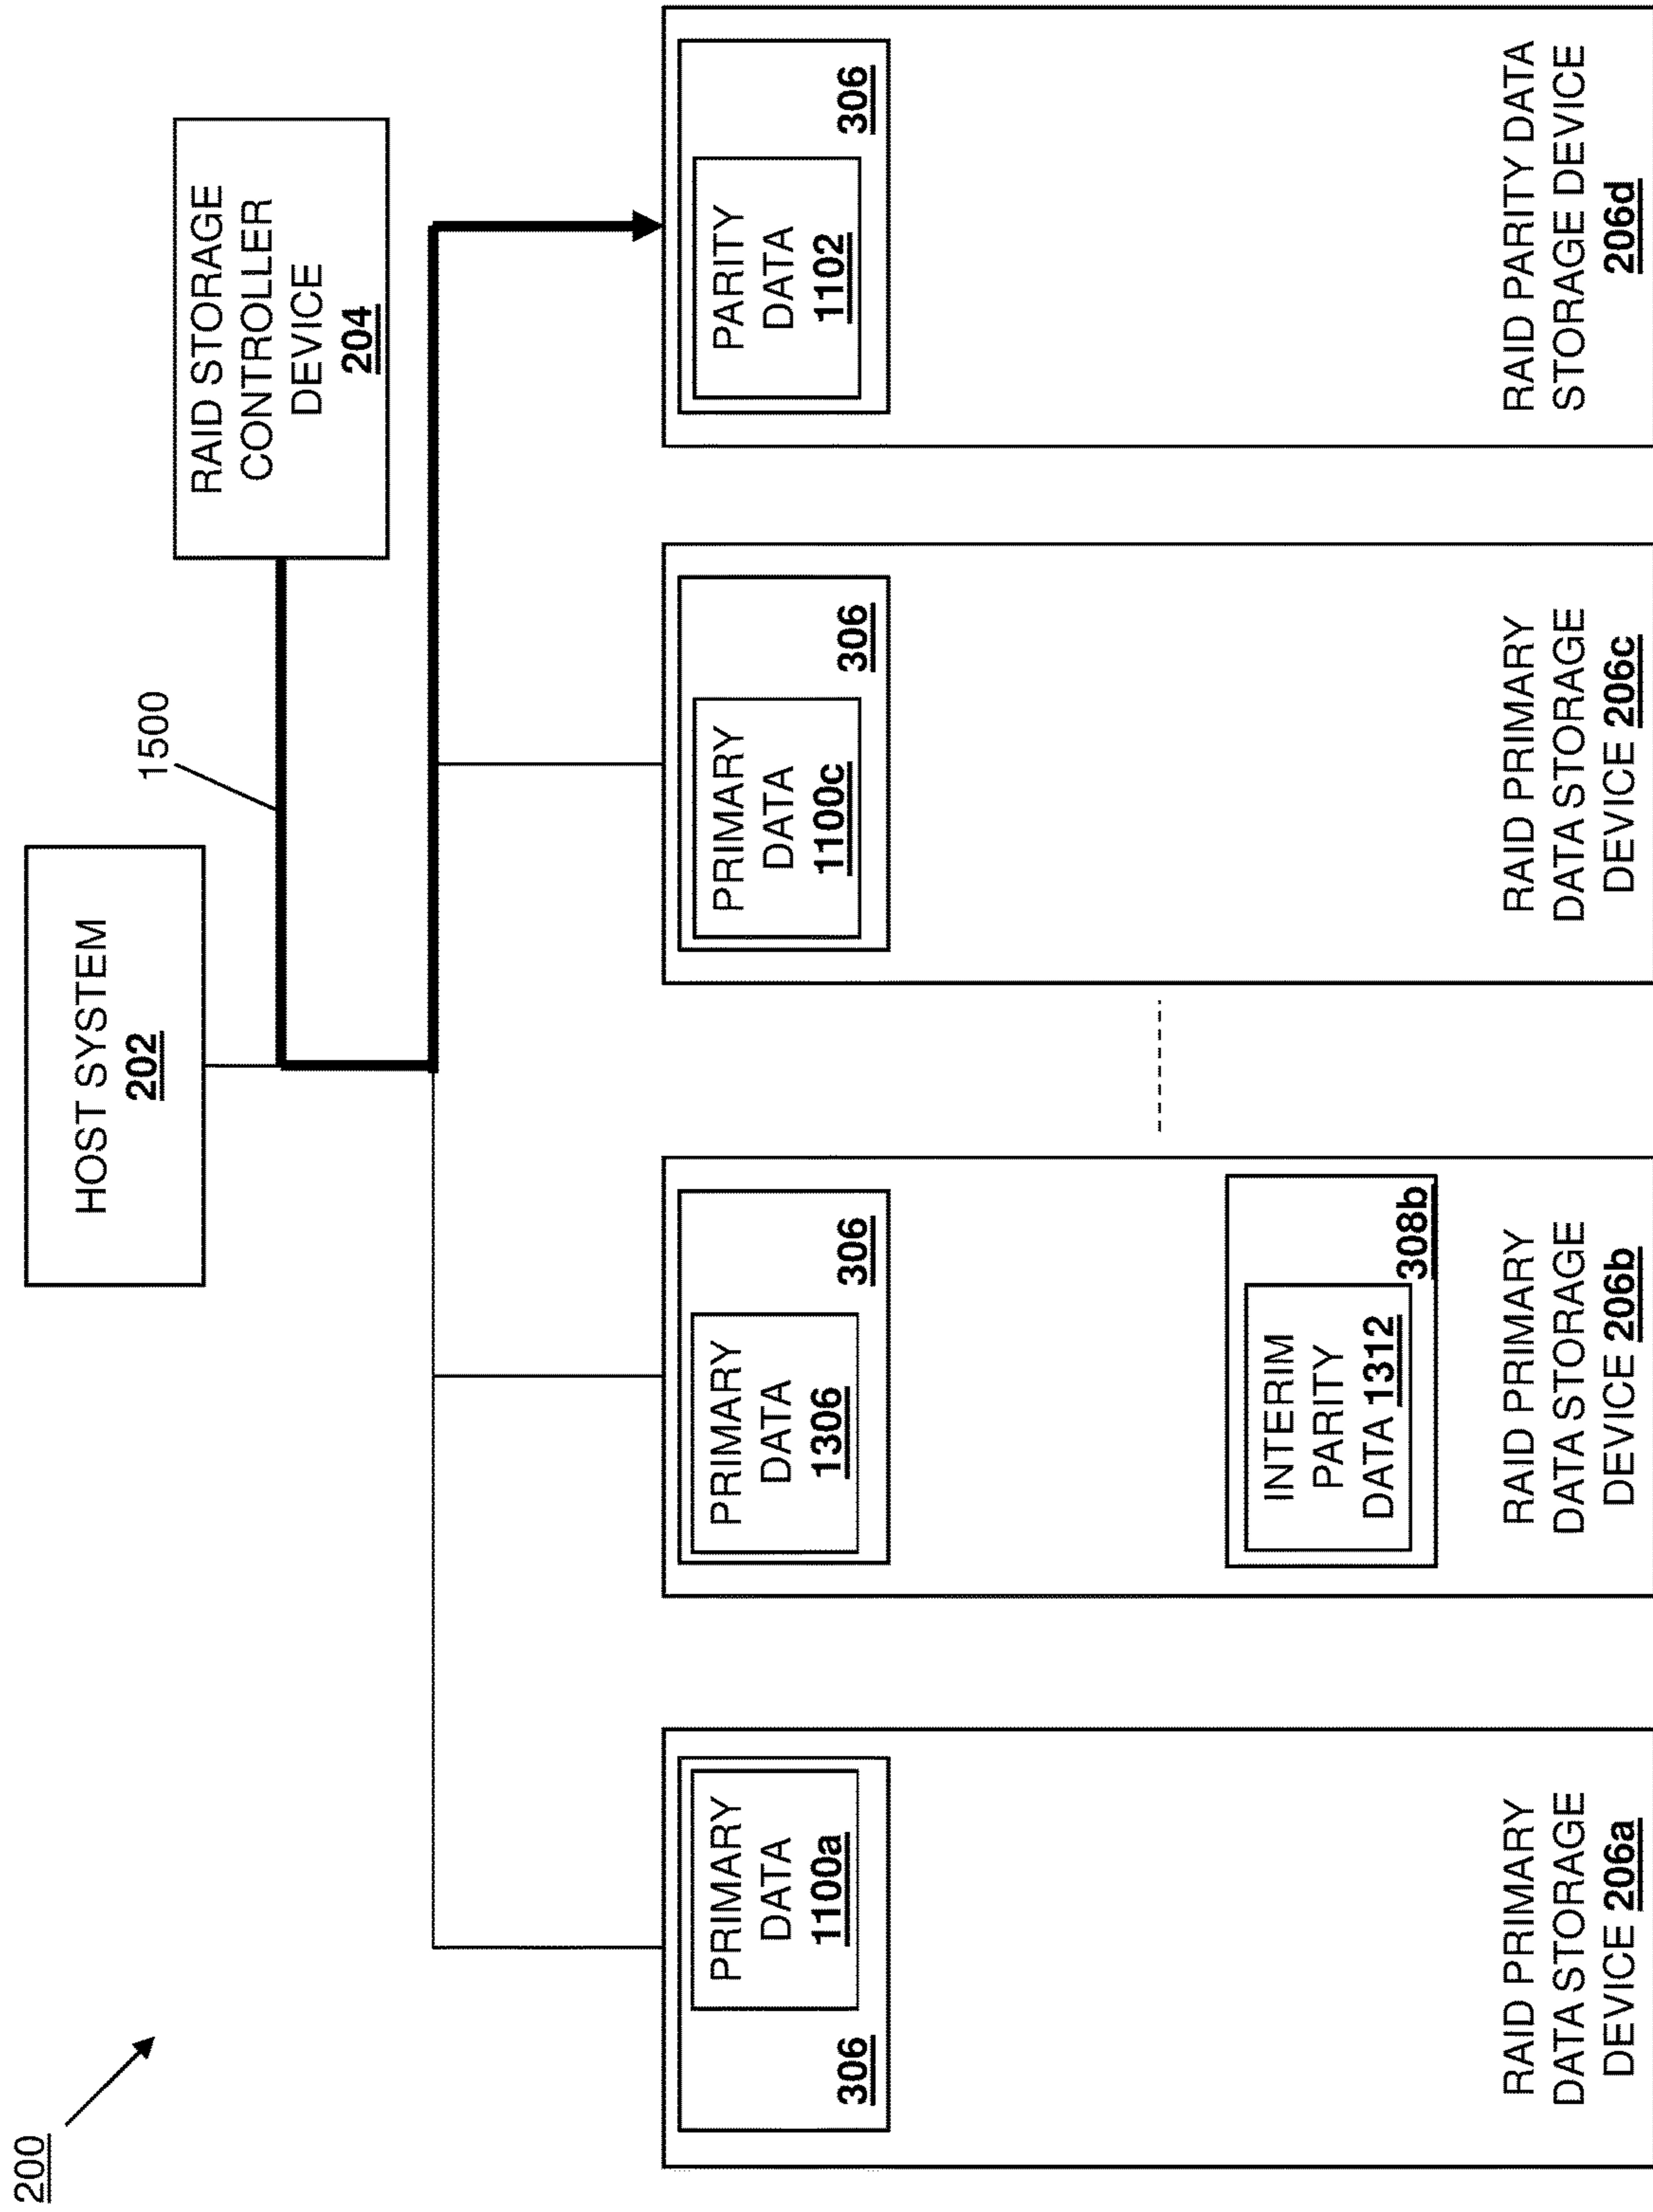 200
HOST SYSTEM
202
1500
RAID STORAGE
CONTROLLER
DEVICE
204
PRIMARY
DATA
1100a
306
RAID PRIMARY
DATA STORAGE
DEVICE 206a
PRIMARY
DATA
1306
306
INTERIM
PARITY
DATA 1312
308b
RAID PRIMARY
DATA STORAGE
DEVICE 206b
PRIMARY
DATA
1100c
306
RAID PRIMARY
DATA STORAGE
DEVICE 206c
PARITY
DATA
1102
306
RAID PARITY DATA
STORAGE DEVICE
206d